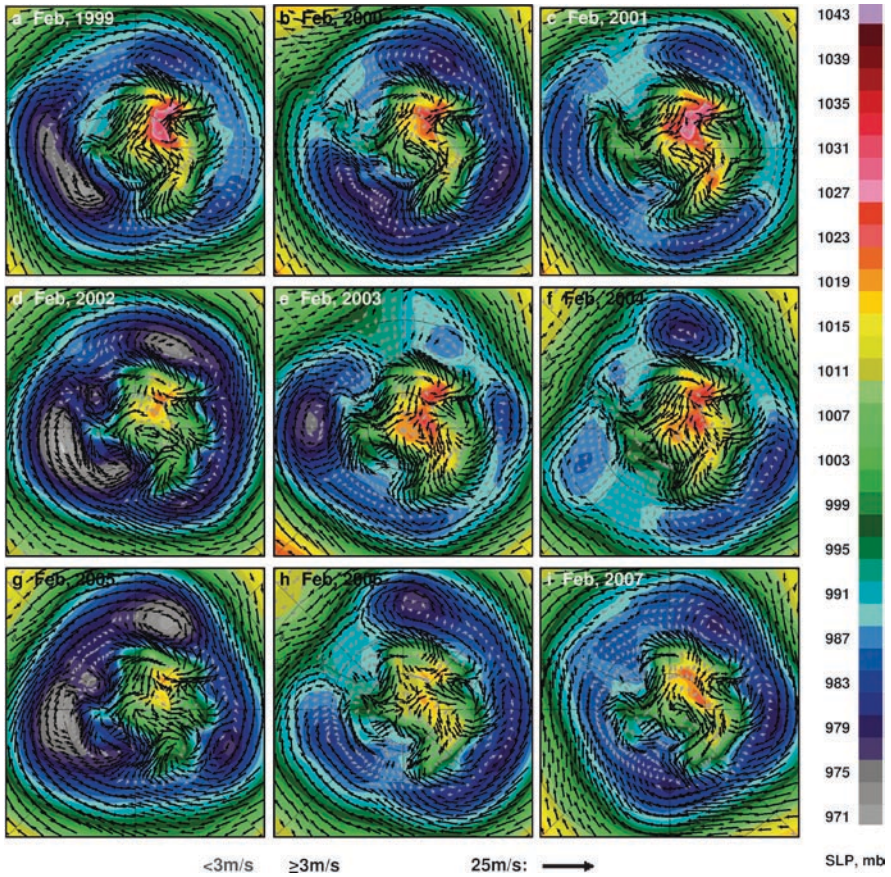 a Feb, 1999
b Feb, 2000
c Feb, 2001
d Feb, 2002
e Feb, 2003
f Feb, 2004
g Feb, 2005
h Feb, 2006
i Feb, 2007
1043
1039
1035
1031
1027
1023
1019
1015
1011
1007
1003
999
995
991
987
983
979
975
971
<3m/s ≥3m/s 25m/s: SLP, mb